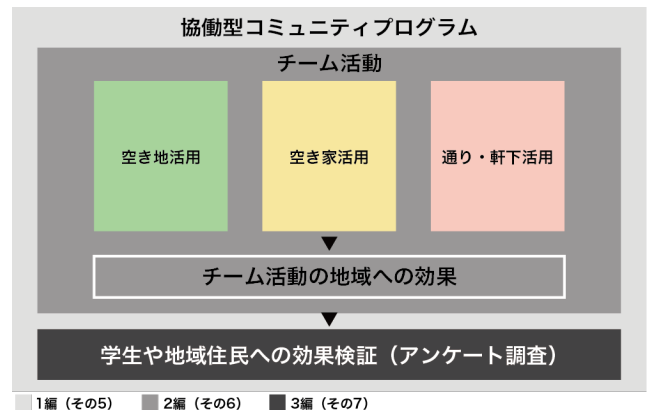 協働型コミュニティプログラム
チーム活動
空き地活用
空き家活用
通り・軒下活用
チーム活動の地域への効果
学生や地域住民への効果検証（アンケート調査）
1編（その5） 2編（その6） 3編（その7）